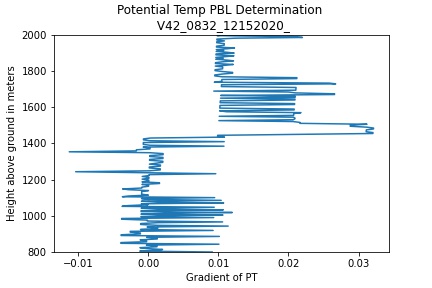 Potential Temp PBL Determination
V42_0832_12152020_
Height above ground in meters
2000
1800
1600
1400
1200
1000
800
−0.01 0.00 0.01 0.02 0.03
Gradient of PT